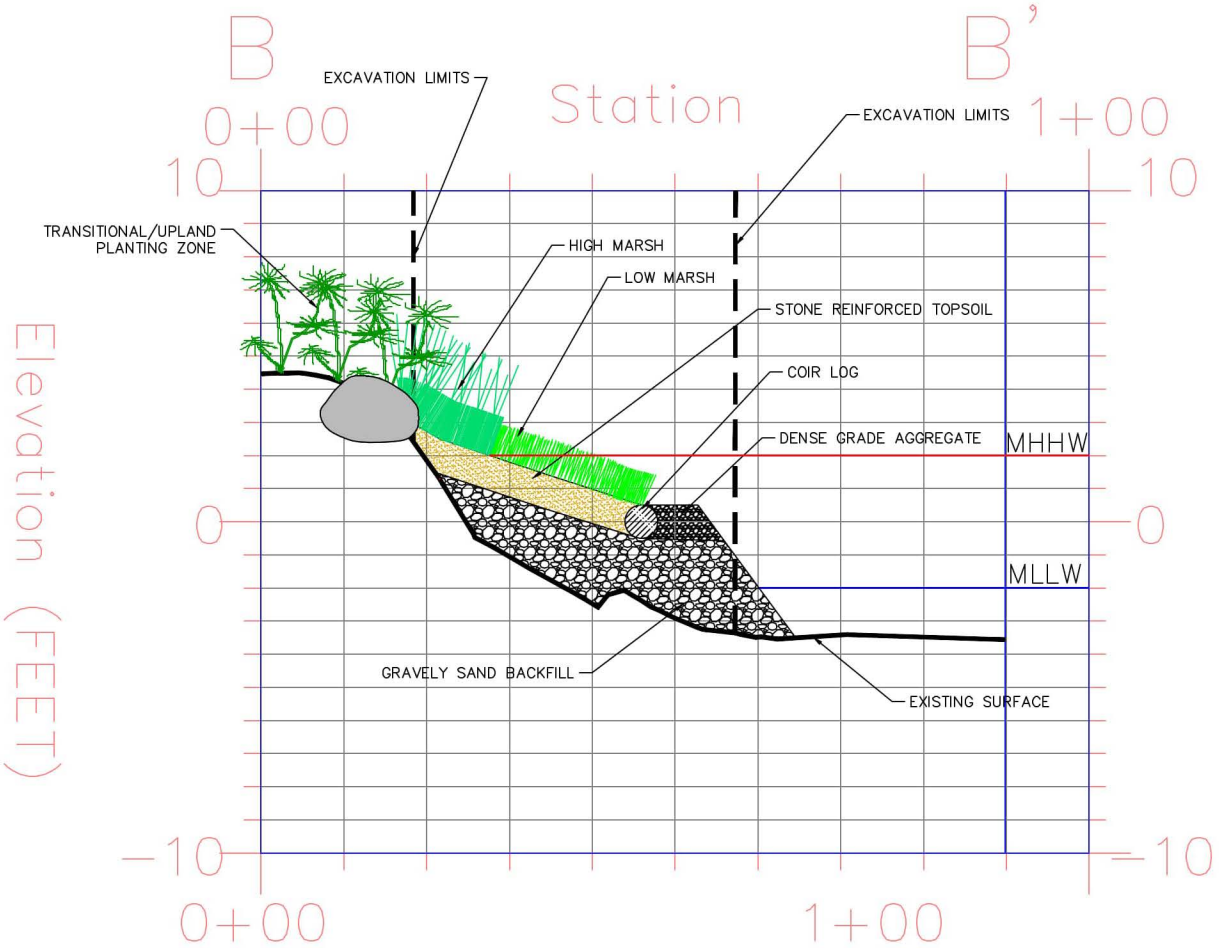 B
B'
EXCAVATION LIMITS
Station
EXCAVATION LIMITS
0+00
1+00
10
10
TRANSITIONAL/UPLAND
PLANTING ZONE
HIGH MARSH
LOW MARSH
STONE REINFORCED TOPSOIL
COIR LOG
DENSE GRADE AGGREGATE
MHHW
Elevation (FEET)
0
0
MLLW
GRAVELY SAND BACKFILL
EXISTING SURFACE
-10
-10
0+00
1+00